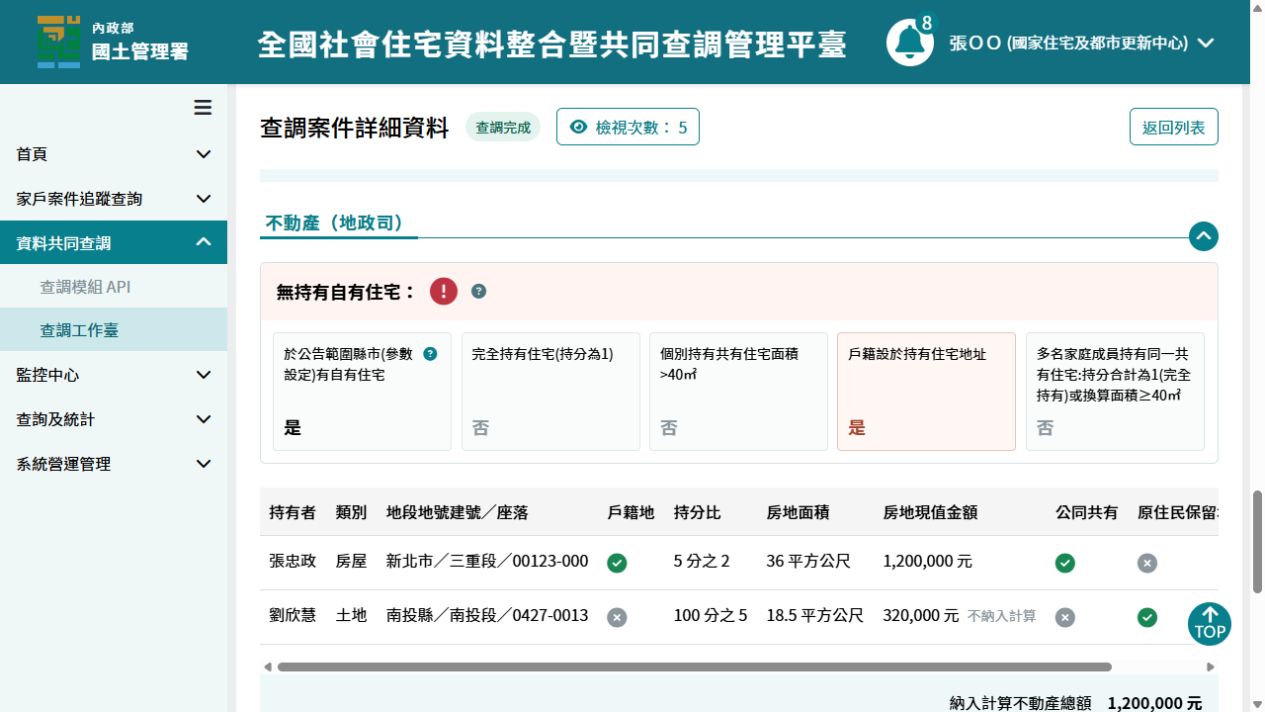 內政部
國土管理署
全國社會住宅資料整合暨共同查調管理平臺
8
張ＯＯ (國家住宅及都市更新中心)
首頁
家戶案件追蹤查詢
資料共同查調
查調模組 API
查調工作臺
監控中心
查詢及統計
系統營運管理
查調案件詳細資料
查調完成
檢視次數： 5
返回列表
不動產（地政司）
無持有自有住宅：
於公告範圍縣市(參數
設定)有自有住宅
是
完全持有住宅(持分為1)
否
個別持有共有住宅面積
>40㎡
否
戶籍設於持有住宅地址
是
多名家庭成員持有同一共
有住宅:持分合計為1(完全
持有)或換算面積≥40㎡
否
持有者 類別 地段地號建號／座落 戶籍地 持分比 房地面積 房地現值金額 公同共有 原住民保留
張忠政 房屋 新北市／三重段／00123-000 5 分之 2 36 平方公尺 1,200,000 元
劉欣慧 土地 南投縣／南投段／0427-0013 100 分之 5 18.5 平方公尺 320,000 元 不納入計算
TOP
納入計算不動產總額 1,200,000 元